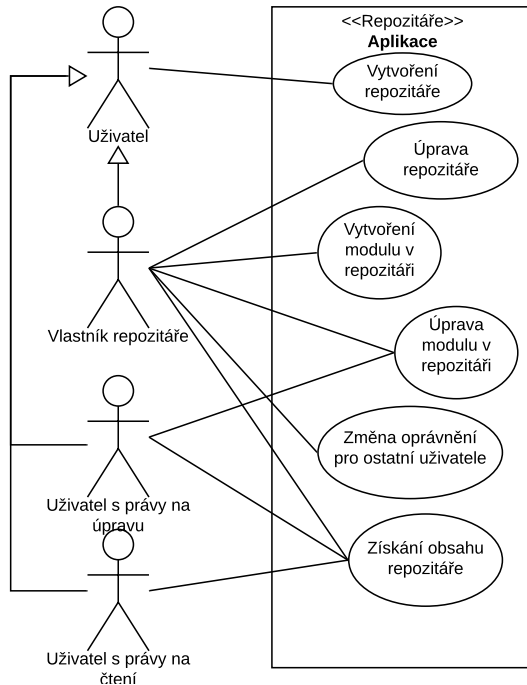 <<Repozitáře>>
Aplikace
Vytvoření
repozitáře
Uživatel
Úprava
repozitáře
Vytvoření
modulu v
repozitáři
Vlastník repozitáře
Úprava
modulu v
repozitáři
Změna oprávnění
pro ostatní uživatele
Uživatel s právy na
úpravu
Získání obsahu
repozitáře
Uživatel s právy na
čtení